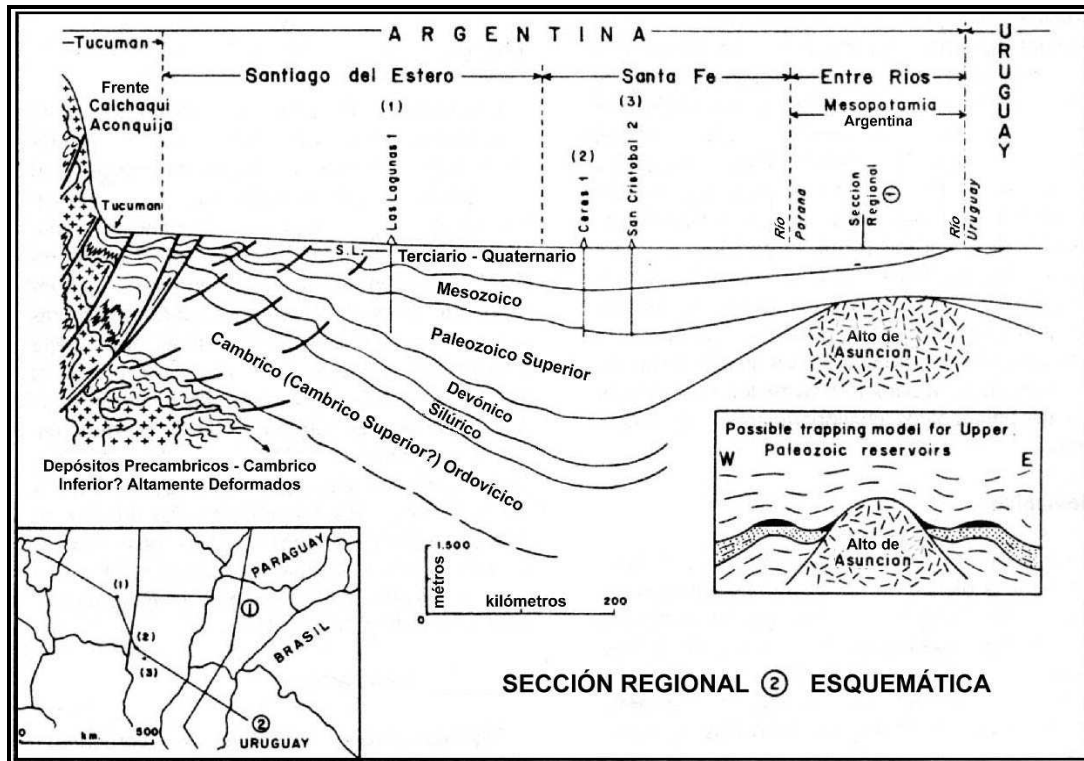 A R G E N T I N A
Tucuman
Santiago del Estero
Santa Fe
Entre Rios
URUGUAY
Frente
Calchaqui
Aconquija
Mesopotamia
Argentina
(1)
(2)
(3)
Las Lagunas 1
Ceres 1
San Cristobal 2
Río
Parana
Seccion
Regional
1
Río
Uruguay
Tucuman
S.L.
Terciario - Quaternario
Mesozoico
Paleozoico Superior
Devónico
Silúrico
Cambrico (Cambrico Superior?) Ordovícico
Alto de
Asuncion
Depósitos Precambricos - Cambrico
Inferior? Altamente Deformados
Possible trapping model for Upper
Paleozoic reservoirs
W
E
Alto de
Asuncion
1.500
métros
0
kilómetros
200
(1)
(2)
(3)
1
2
PARAGUAY
BRASIL
URUGUAY
0
km.
500
SECCIÓN REGIONAL 2 ESQUEMÁTICA